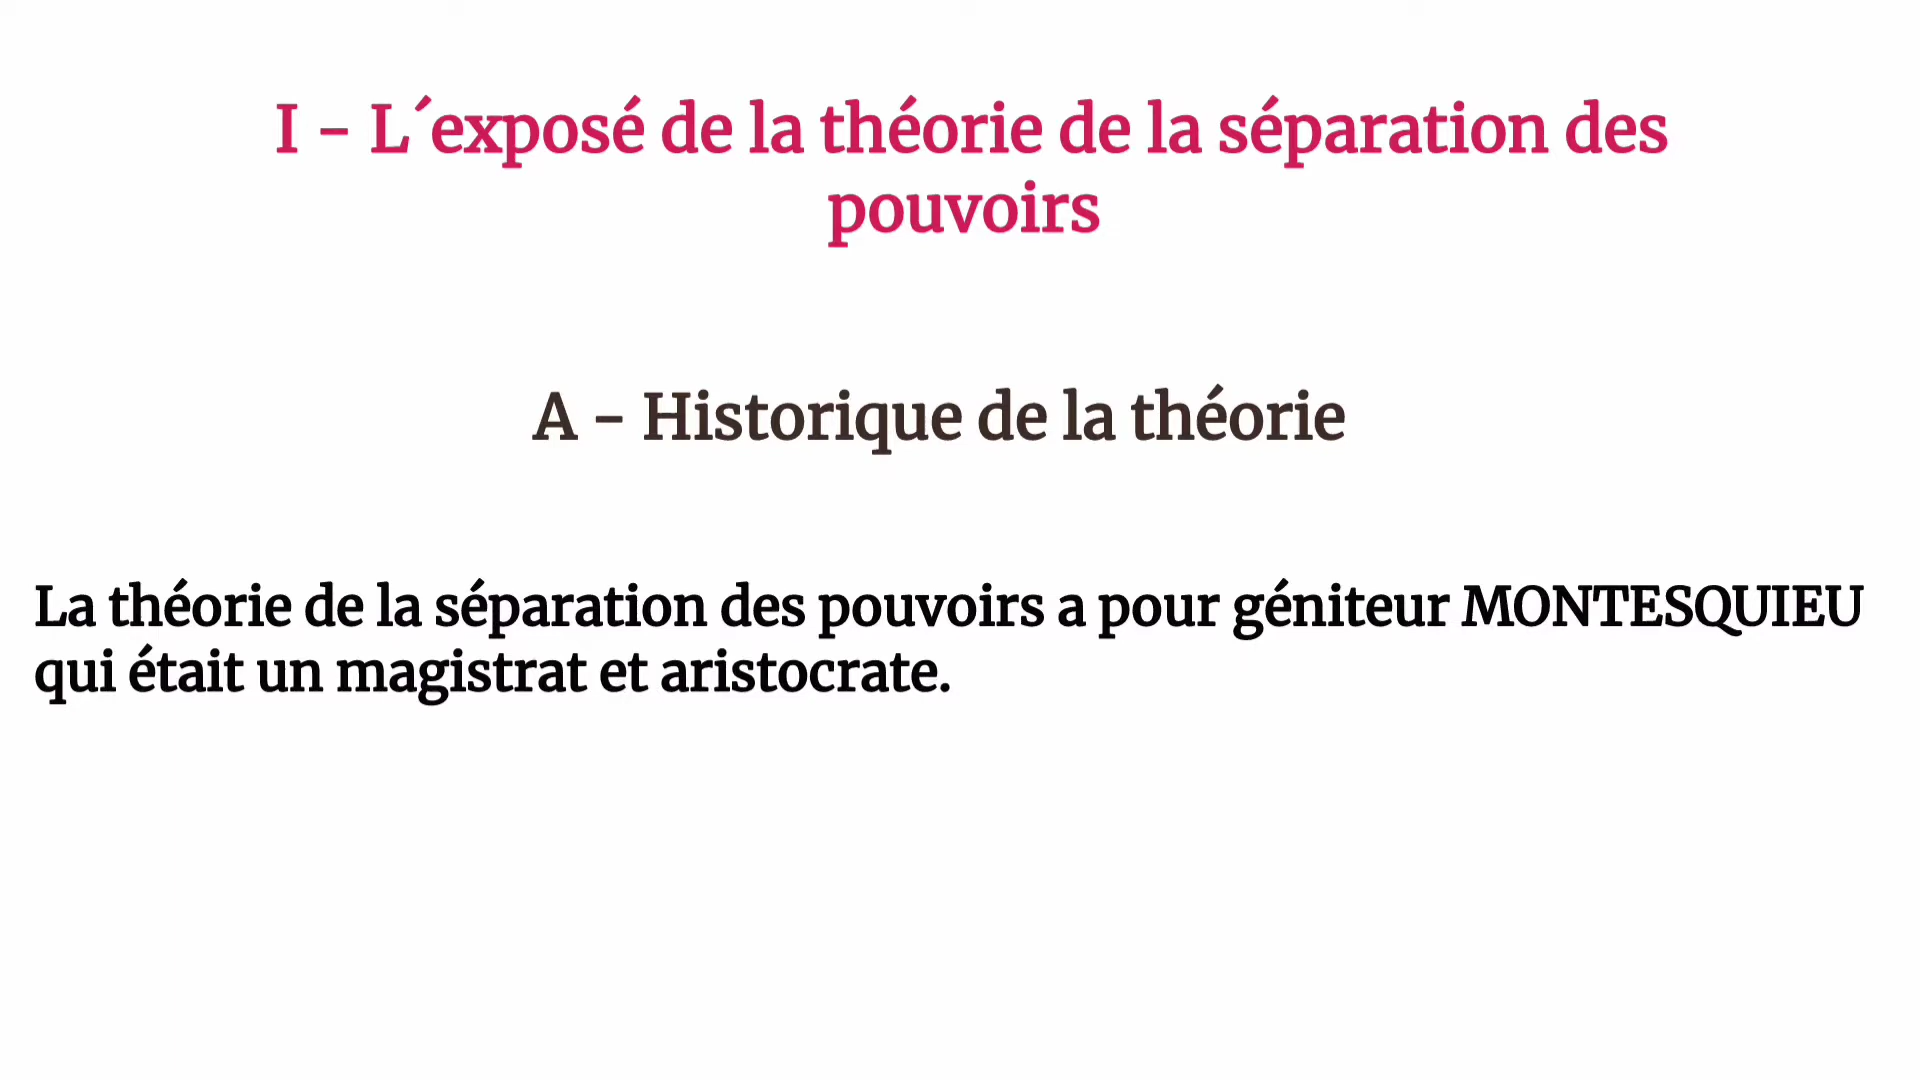 I - L´exposé de la théorie de la séparation des
pouvoirs
A - Historique de la théorie
La théorie de la séparation des pouvoirs a pour géniteur MONTESQUIEU
qui était un magistrat et aristocrate.